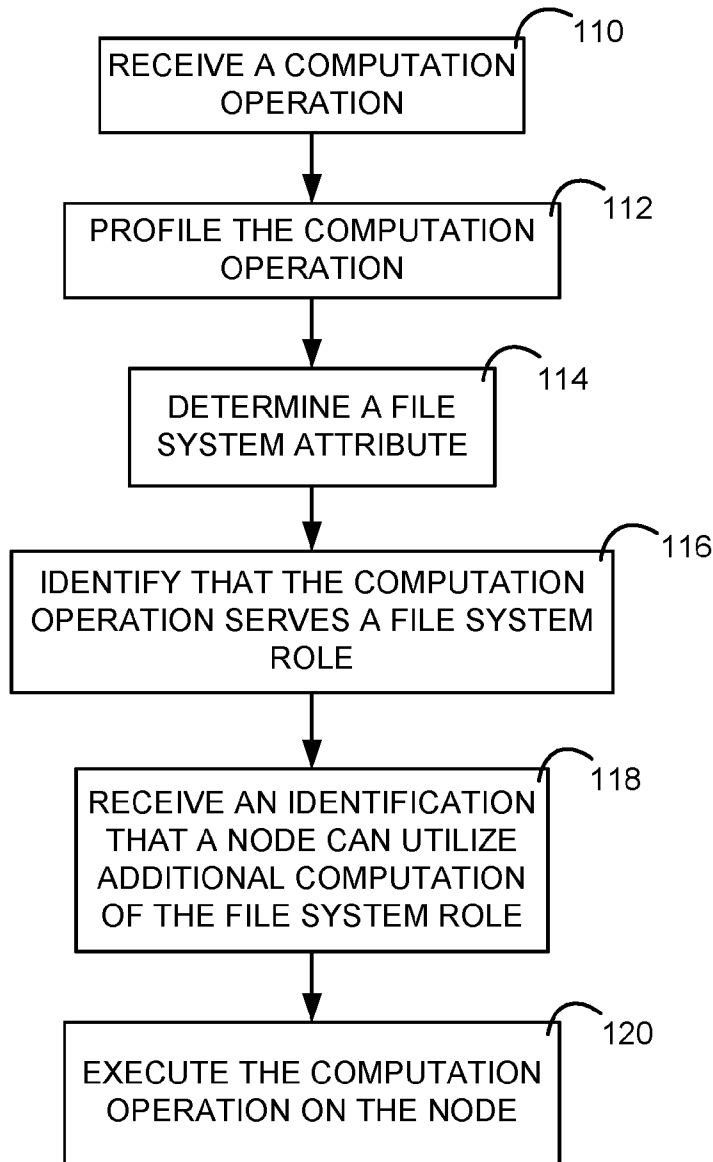 110
RECEIVE A COMPUTATION
OPERATION
112
PROFILE THE COMPUTATION
OPERATION
114
DETERMINE A FILE
SYSTEM ATTRIBUTE
116
IDENTIFY THAT THE COMPUTATION
OPERATION SERVES A FILE SYSTEM
ROLE
118
RECEIVE AN IDENTIFICATION
THAT A NODE CAN UTILIZE
ADDITIONAL COMPUTATION
OF THE FILE SYSTEM ROLE
120
EXECUTE THE COMPUTATION
OPERATION ON THE NODE